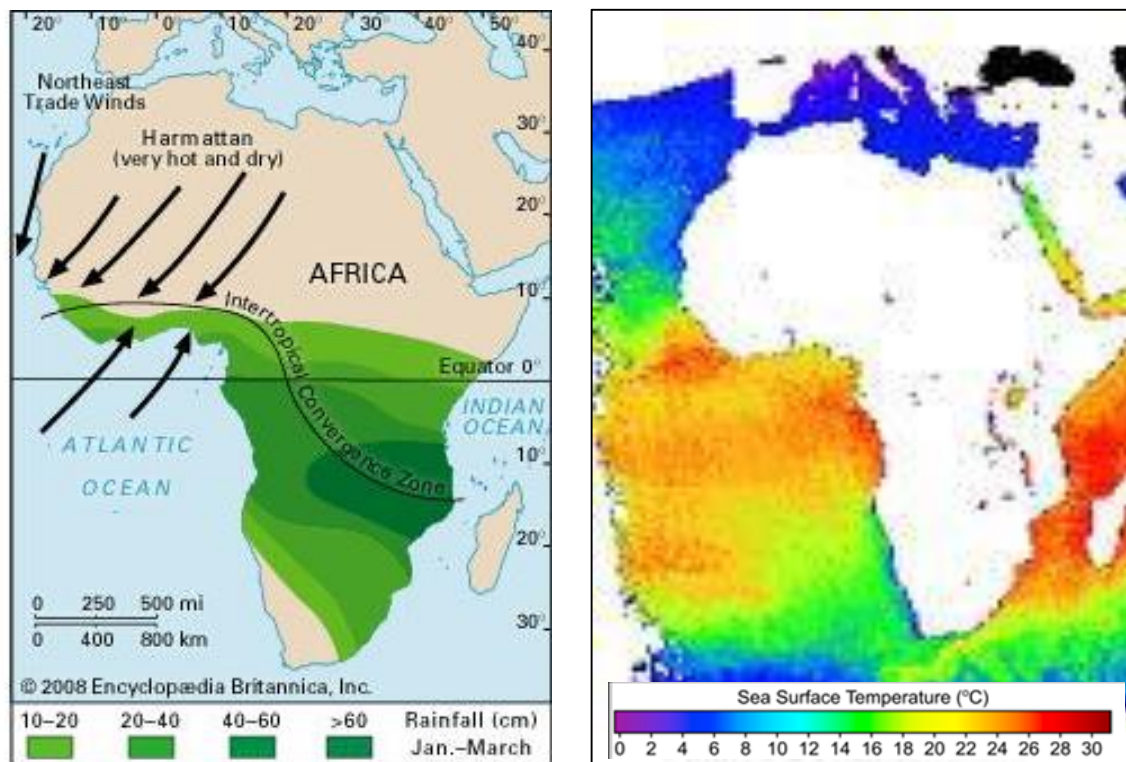 20° 10° 0° 10 20 30 40° 50°
40°
Northeast
Trade Winds
Harmattan
(very hot and dry)
30°
20°
AFRICA
10°
Intertropical Convergence Zone
Equator 0°
INDIAN
OCEAN
ATLANTIC
OCEAN
10°
20°
0 250 500 mi
0 400 800 km
30°
© 2008 Encyclopædia Britannica, Inc.
10–20 20–40 40–60 >60 Rainfall (cm)
Jan.–March
Sea Surface Temperature (°C)
0 2 4 6 8 10 12 14 16 18 20 22 24 26 28 30